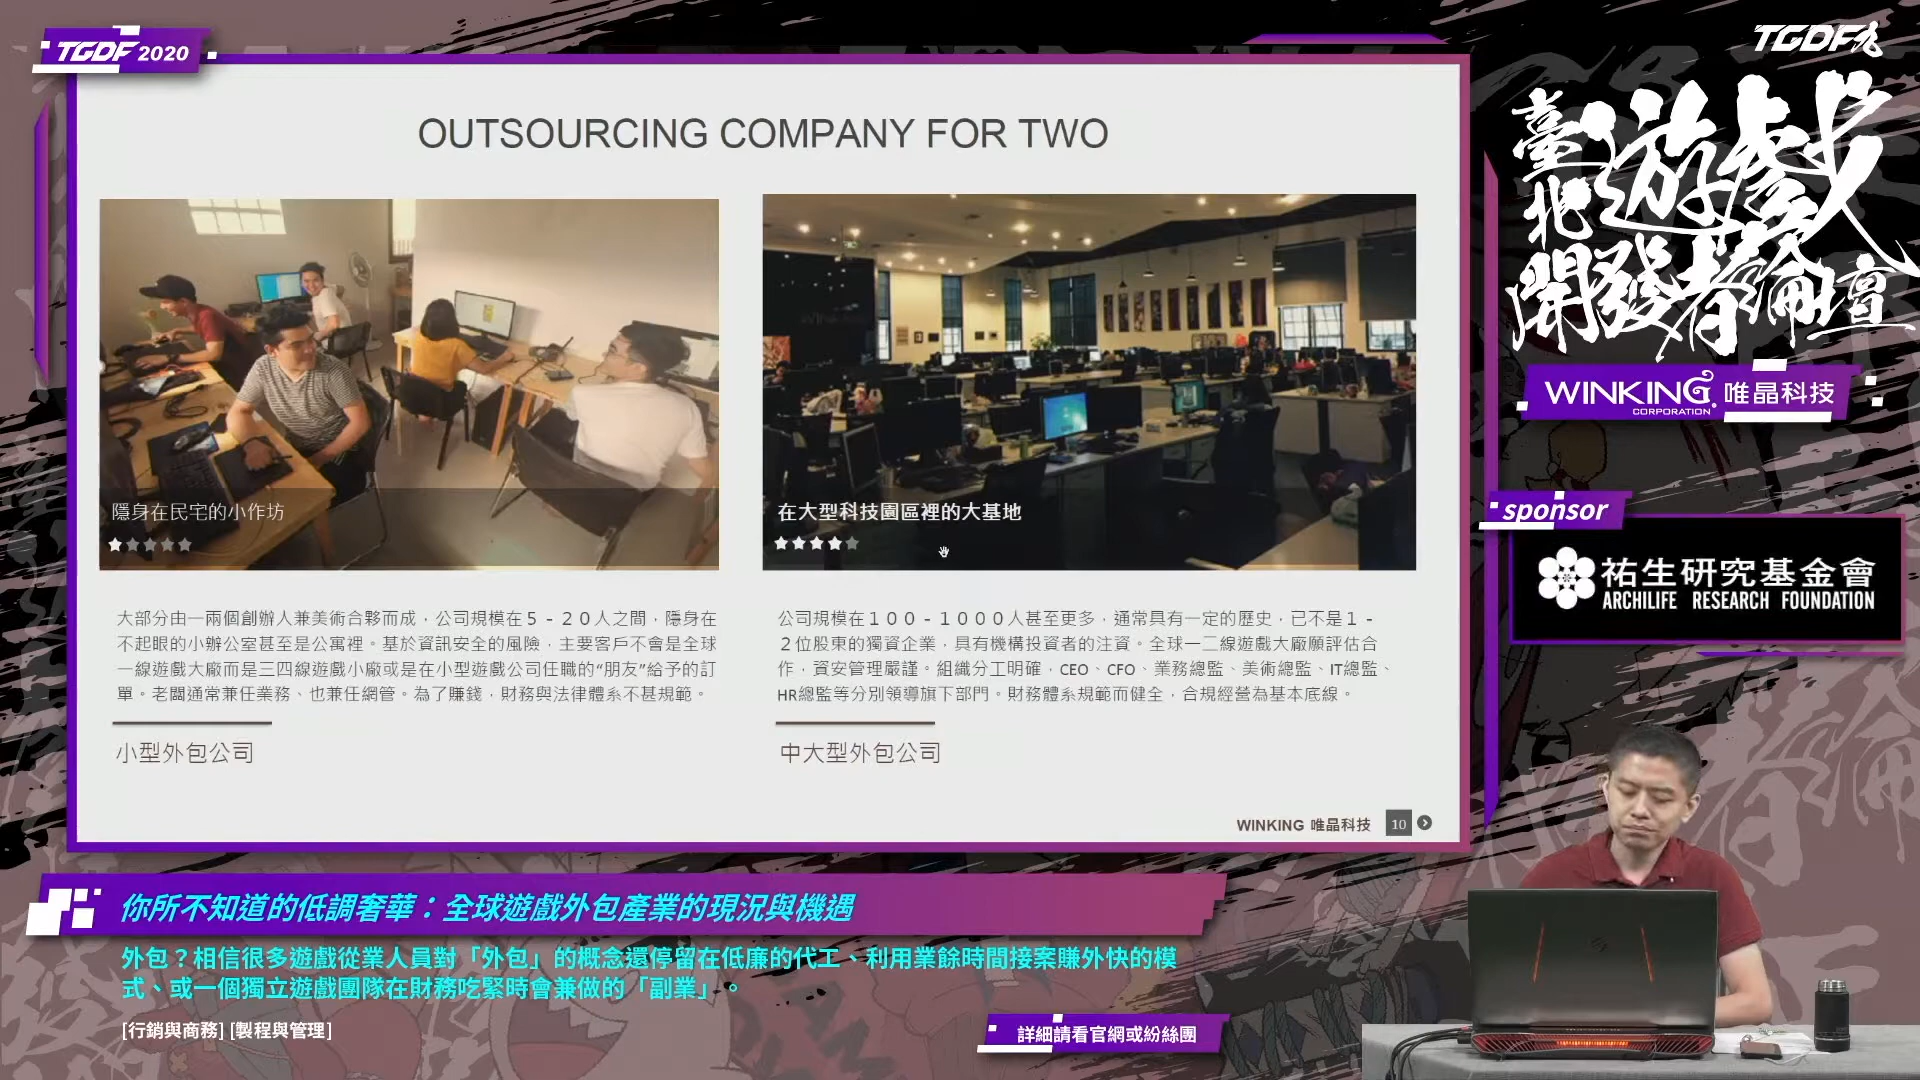 TGDF 2020
OUTSOURCING COMPANY FOR TWO
隱身在民宅的小作坊
大部分由一兩個創辦人兼美術合夥而成，公司規模在５－２０人之間，隱身在
不起眼的小辦公室甚至是公寓裡。基於資訊安全的風險，主要客戶不會是全球
一線遊戲大廠而是三四線遊戲小廠或是在小型遊戲公司任職的“朋友”給予的訂
單。老闆通常兼任業務、也兼任網管。為了賺錢，財務與法律體系不甚規範。
小型外包公司
在大型科技園區裡的大基地
公司規模在１００－１０００人甚至更多，通常具有一定的歷史，已不是１－
２位股東的獨資企業，具有機構投資者的注資。全球一二線遊戲大廠願評估合
作，資安管理嚴謹。組織分工明確，CEO、CFO、業務總監、美術總監、IT總監、
HR總監等分別領導旗下部門。財務體系規範而健全，合規經營為基本底線。
中大型外包公司
WINKING 唯晶科技 10
TGDF九
臺北遊戲
開發者論壇
WINKING 唯晶科技
CORPORATION
sponsor
祐生研究基金會
ARCHILIFE RESEARCH FOUNDATION
你所不知道的低調奢華：全球遊戲外包產業的現況與機遇
外包？相信很多遊戲從業人員對「外包」的概念還停留在低廉的代工、利用業餘時間接案賺外快的模
式、或一個獨立遊戲團隊在財務吃緊時會兼做的「副業」。
[行銷與商務] [製程與管理]
詳細請看官網或紛絲團